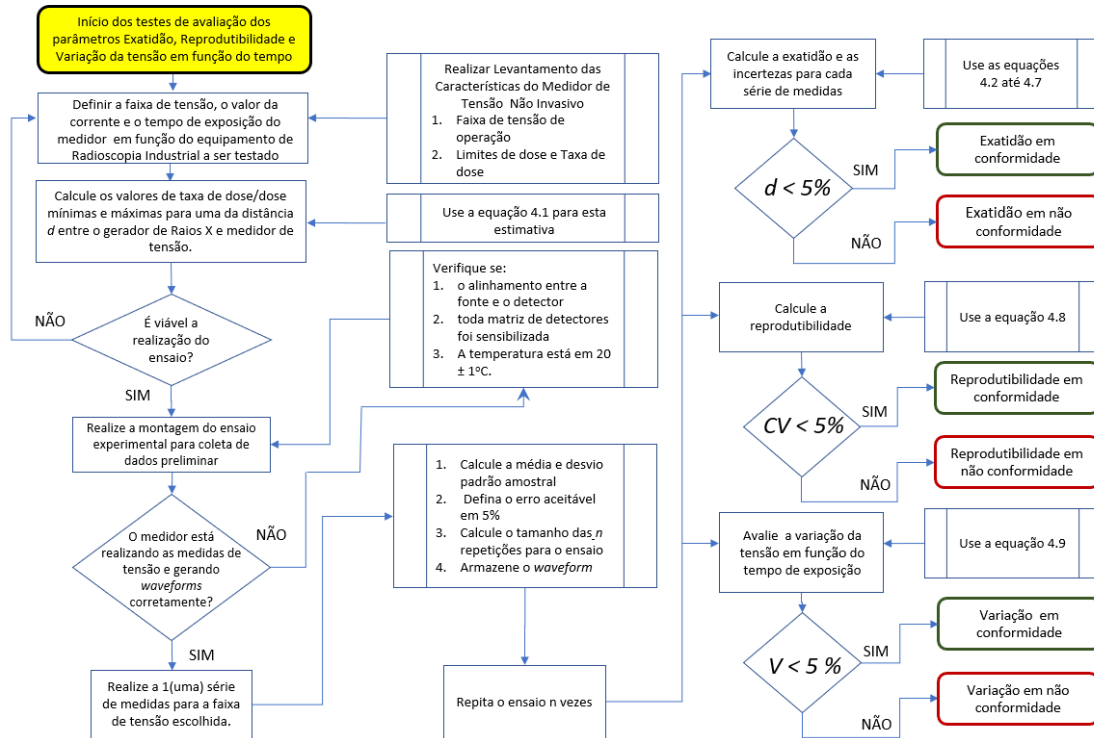 Início dos testes de avaliação dos
parâmetros Exatidão, Reprodutibilidade e
Variação da tensão em função do tempo
Definir a faixa de tensão, o valor da
corrente e o tempo de exposição do
medidor em função do equipamento de
Radioscopia Industrial a ser testado
Realizar Levantamento das
Características do Medidor de
Tensão Não Invasivo
1. Faixa de tensão de
operação
2. Limites de dose e Taxa de
dose
Calcule os valores de taxa de dose/dose
mínimas e máximas para uma da distância
d entre o gerador de Raios X e medidor de
tensão.
Use a equação 4.1 para esta
estimativa
É viável a
realização do
ensaio?
NÃO
SIM
Verifique se:
1. o alinhamento entre a
fonte e o detector
2. toda matriz de detectores
foi sensibilizada
3. A temperatura está em 20
± 1ºC.
Realize a montagem do ensaio
experimental para coleta de
dados preliminar
O medidor está
realizando as medidas de
tensão e gerando
waveforms
corretamente?
NÃO
SIM
Realize a 1(uma) série
de medidas para a faixa
de tensão escolhida.
1. Calcule a média e desvio
padrão amostral
2. Defina o erro aceitável
em 5%
3. Calcule o tamanho das n
repetições para o ensaio
4. Armazene o waveform
Repita o ensaio n vezes
Calcule a exatidão e as
incertezas para cada
série de medidas
Use as equações
4.2 até 4.7
d < 5%
SIM
Exatidão em
conformidade
NÃO
Exatidão em não
conformidade
Calcule a
reprodutibilidade
Use a equação 4.8
CV < 5%
SIM
Reprodutibilidade em
conformidade
NÃO
Reprodutibilidade em
não conformidade
Avalie a variação da
tensão em função do
tempo de exposição
Use a equação 4.9
V < 5 %
SIM
Variação em
conformidade
NÃO
Variação em não
conformidade